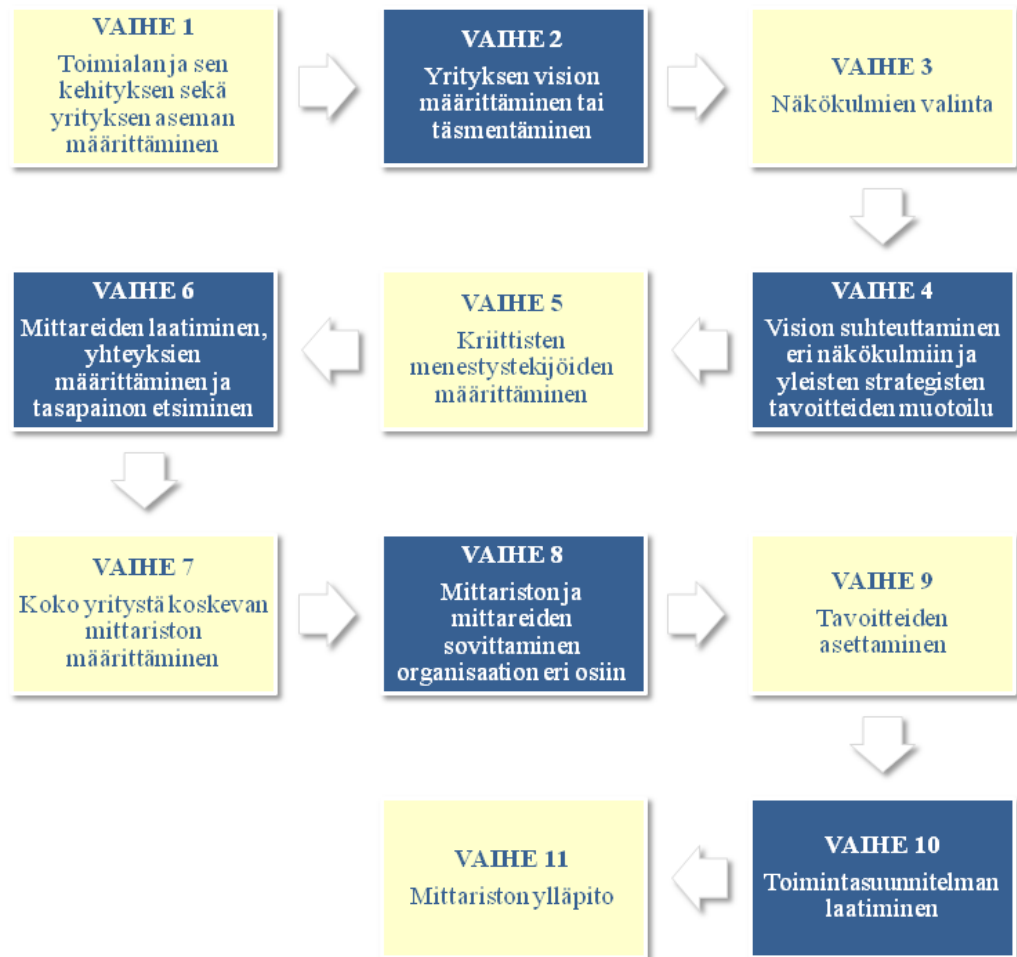 VAIHE 1
Toimialan ja sen
kehityksen sekä
yrityksen aseman
määrittäminen
VAIHE 2
Yrityksen vision
määrittäminen tai
täsmentäminen
VAIHE 3
Näkökulmien valinta
VAIHE 4
Vision suhteuttaminen
eri näkökulmiin ja
yleisten strategisten
tavoitteiden muotoilu
VAIHE 5
Kriittisten
menestystekijöiden
määrittäminen
VAIHE 6
Mittareiden laatiminen,
yhteyksien
määrittäminen ja
tasapainon etsiminen
VAIHE 7
Koko yritystä koskevan
mittariston
määrittäminen
VAIHE 8
Mittariston ja
mittareiden
sovittaminen
organisaation eri osiin
VAIHE 9
Tavoitteiden
asettaminen
VAIHE 10
Toimintasuunnitelman
laatiminen
VAIHE 11
Mittariston ylläpito